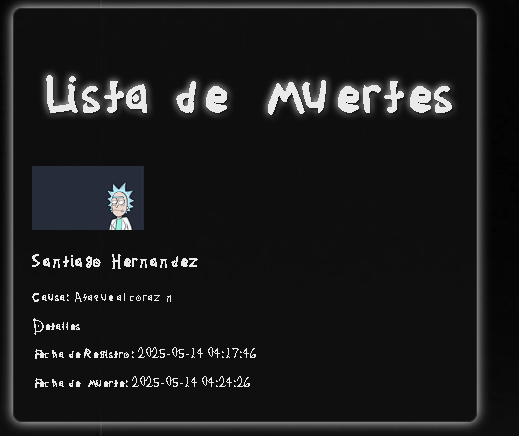 Lista de Muertes
Santiago Hernandez
Causa: Ataque al coraz n
Detalles
Fecha de Registro: 2025-05-14 04:17:46
Fecha de Muerte: 2025-05-14 04:24:26